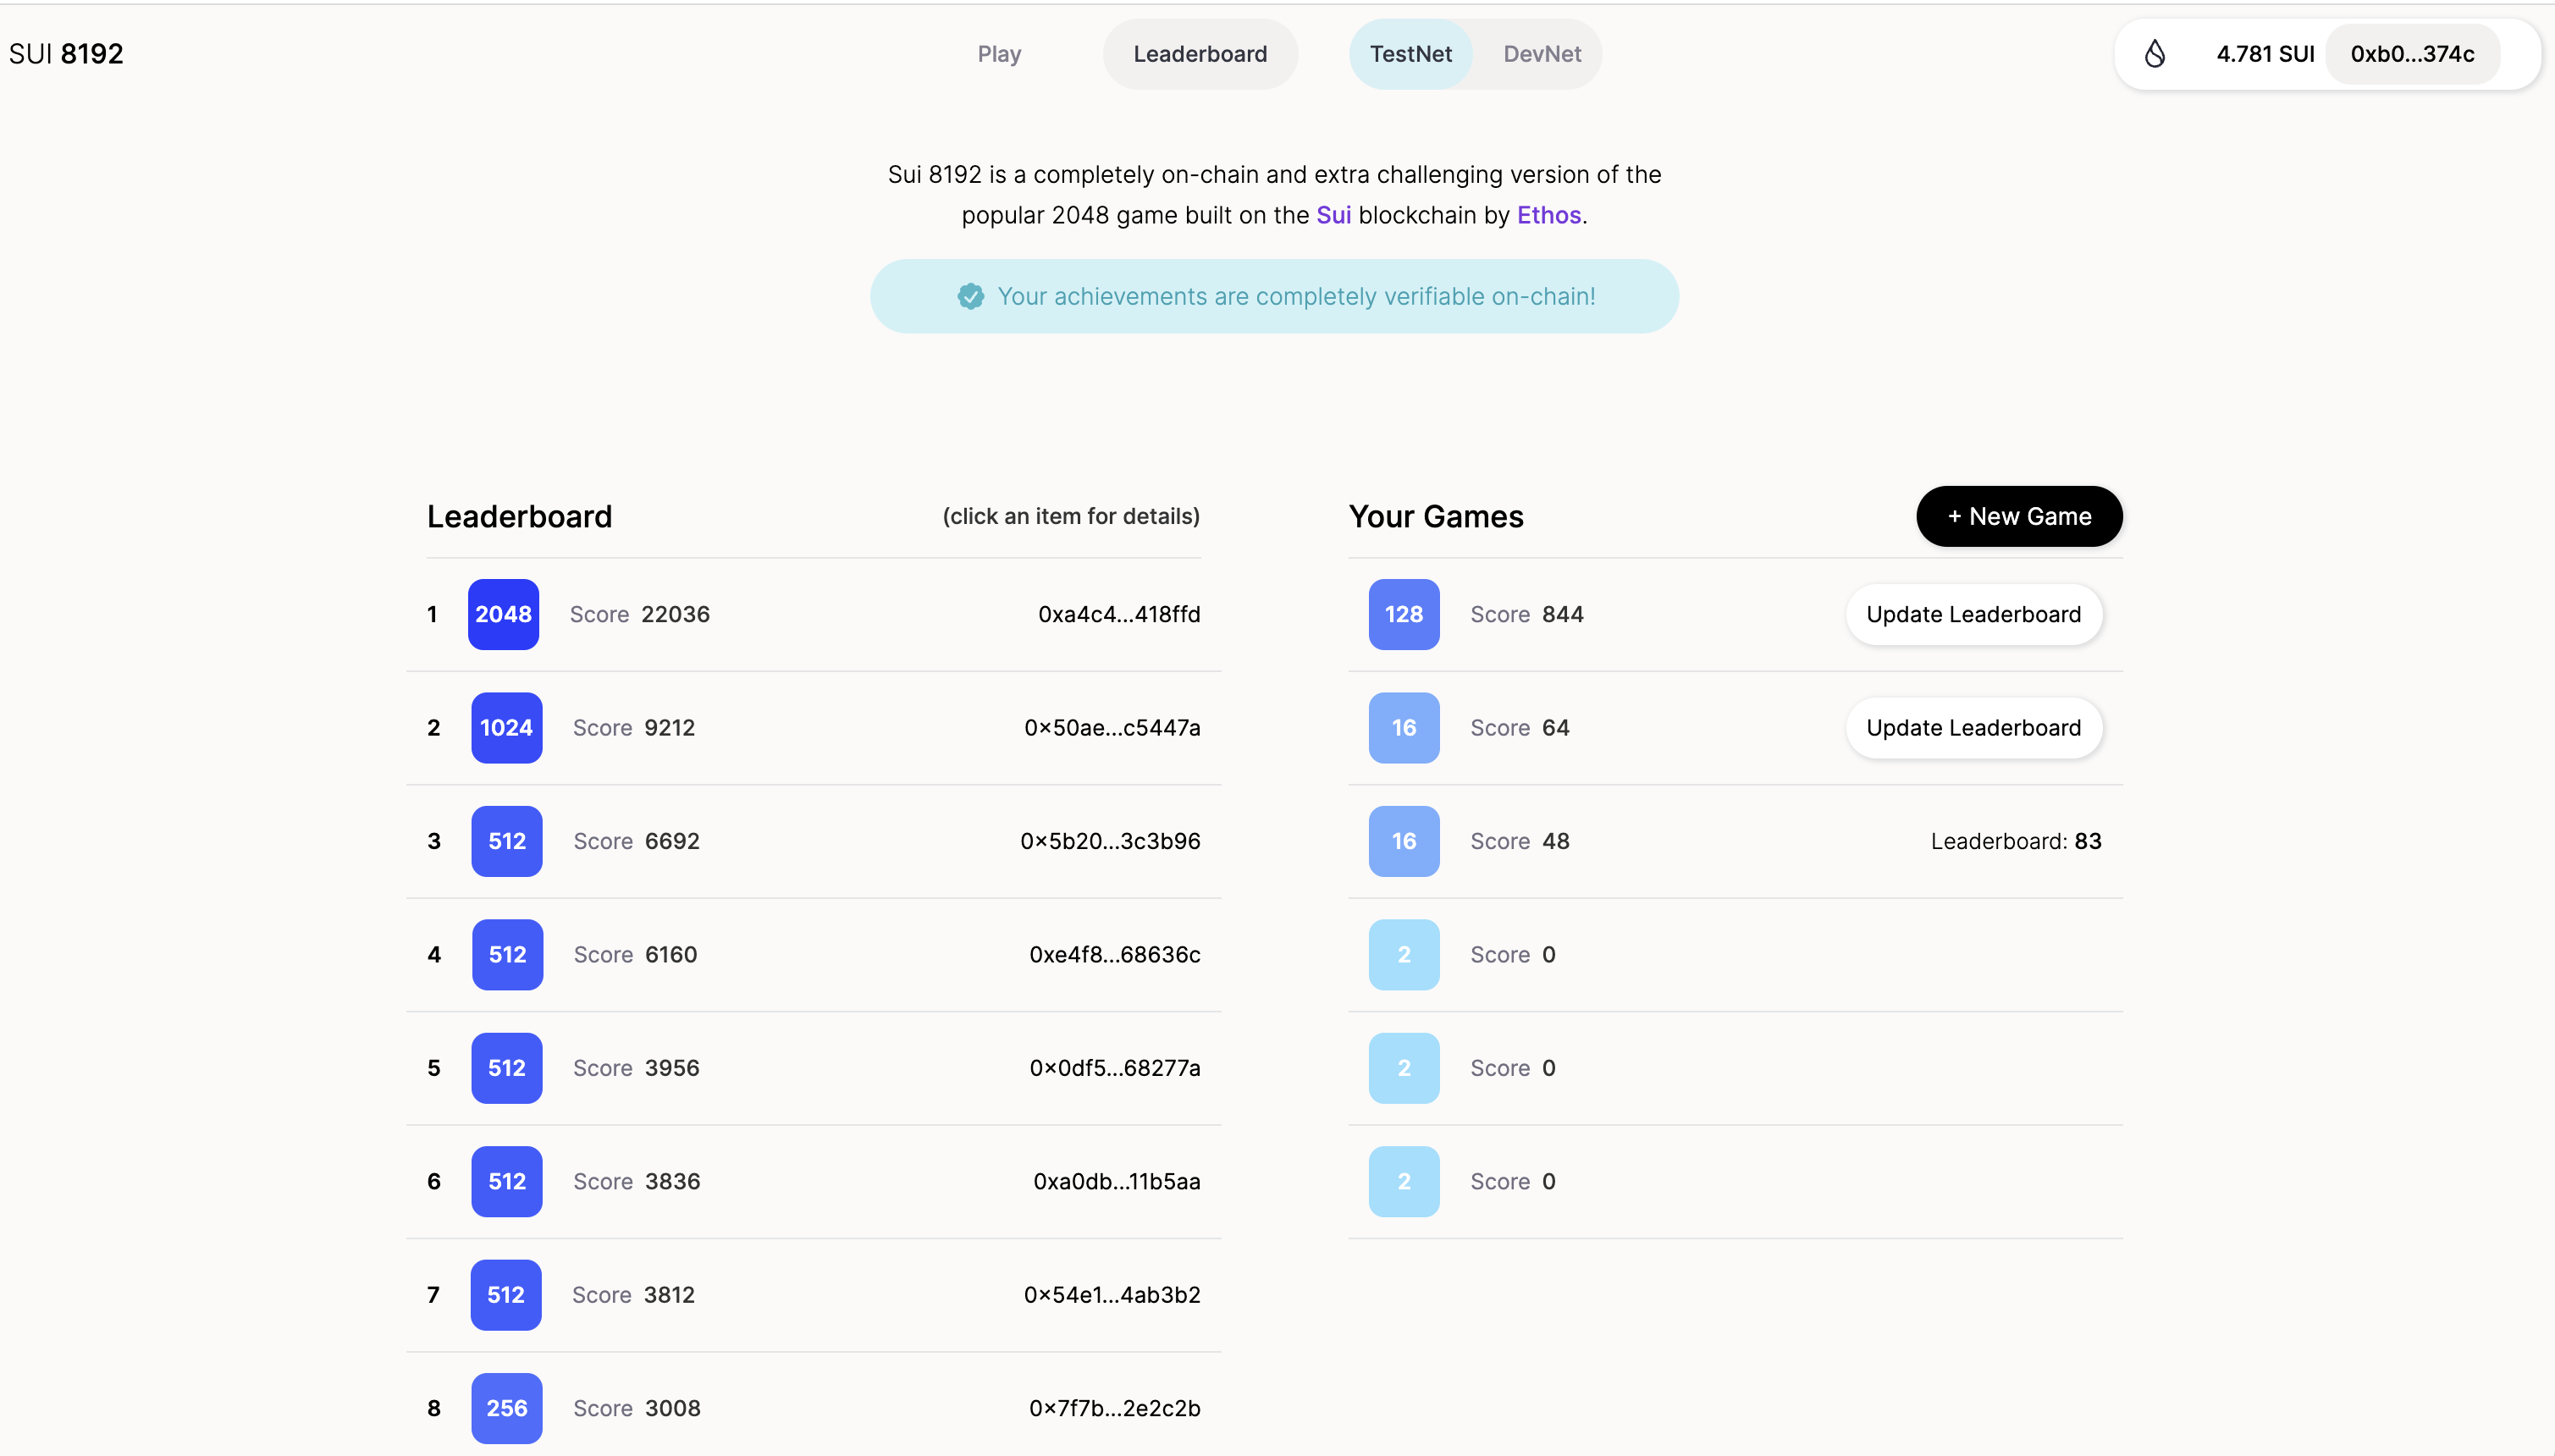 SUI 8192
Play
Leaderboard
TestNet
DevNet
4.781 SUI
0xb0...374c
Sui 8192 is a completely on-chain and extra challenging version of the
popular 2048 game built on the Sui blockchain by Ethos.
Your achievements are completely verifiable on-chain!
Leaderboard
(click an item for details)
1 2048 Score 22036 0xa4c4...418ffd
2 1024 Score 9212 0x50ae...c5447a
3 512 Score 6692 0x5b20...3c3b96
4 512 Score 6160 0xe4f8...68636c
5 512 Score 3956 0x0df5...68277a
6 512 Score 3836 0xa0db...11b5aa
7 512 Score 3812 0x54e1...4ab3b2
8 256 Score 3008 0x7f7b...2e2c2b
Your Games
+ New Game
128 Score 844 Update Leaderboard
16 Score 64 Update Leaderboard
16 Score 48 Leaderboard: 83
2 Score 0
2 Score 0
2 Score 0